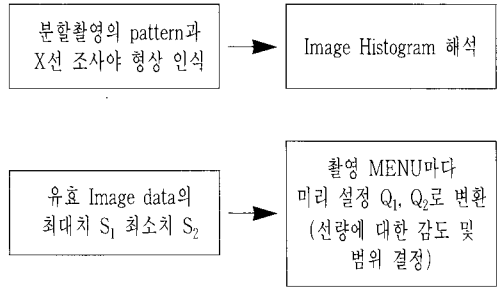 분할촬영의 pattern과
X선 조사야 형상 인식
Image Histogram 해석
유효 Image data의
최대치 S₁ 최소치 S₂
촬영 MENU마다
미리 설정 Q₁, Q₂로 변환
(선량에 대한 감도 및
범위 결정)